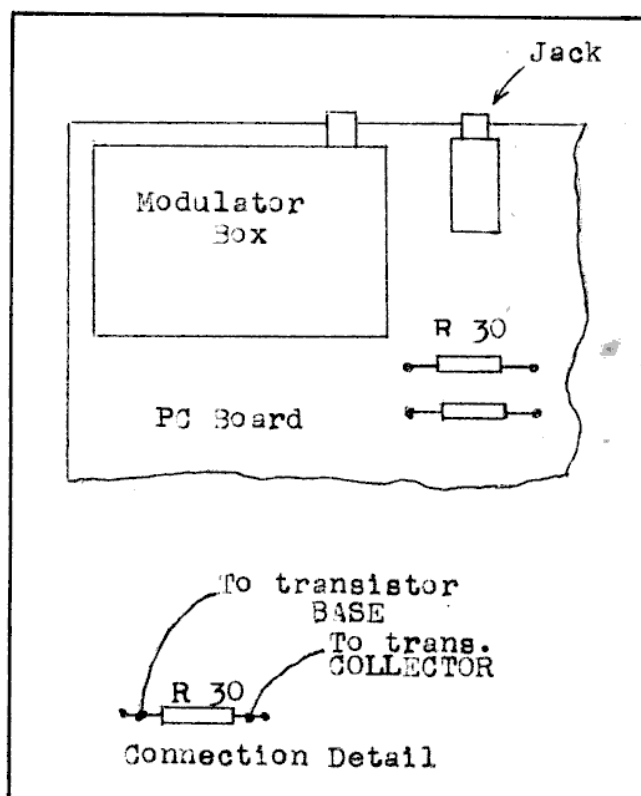 Jack
Modulator
Box
R 30
PC Board
To transistor
BASE
To trans.
COLLECTOR
R 30
Connection Detail